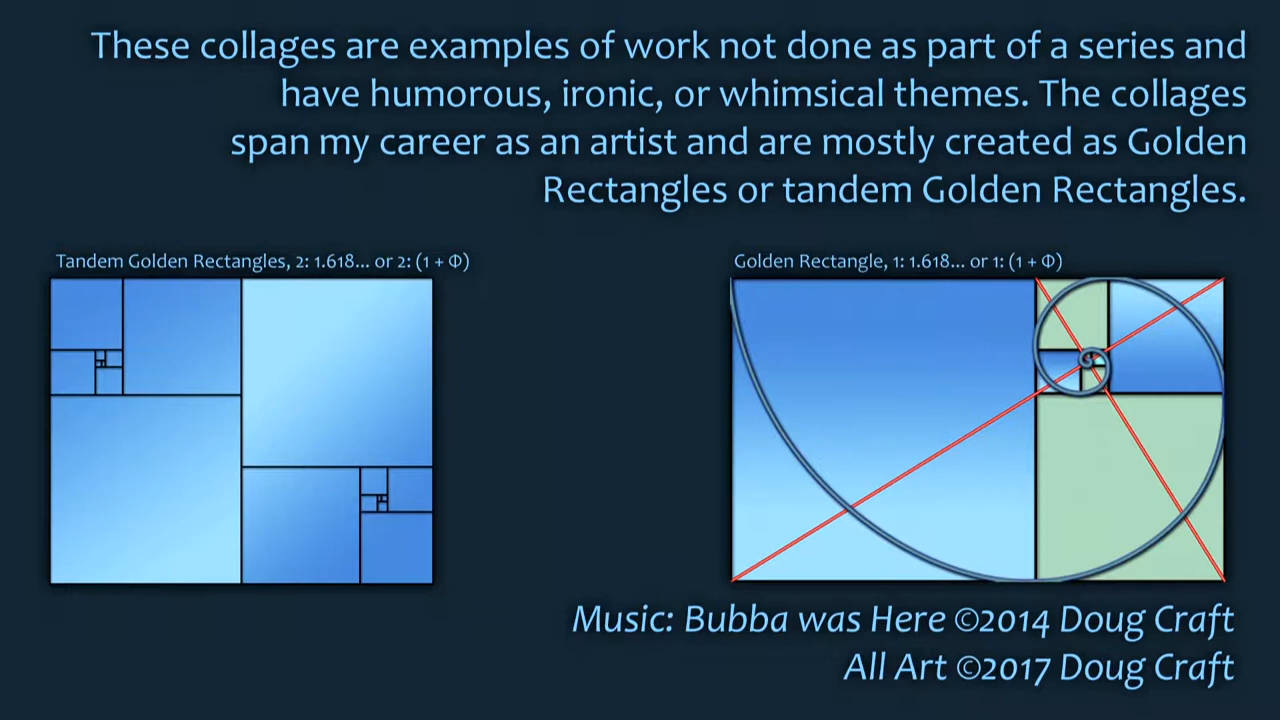 These collages are examples of work not done as part of a series and
have humorous, ironic, or whimsical themes. The collages
span my career as an artist and are mostly created as Golden
Rectangles or tandem Golden Rectangles.
Tandem Golden Rectangles, 2: 1.618... or 2: (1 + Φ)
Golden Rectangle, 1: 1.618... or 1: (1 + Φ)
Music: Bubba was Here ©2014 Doug Craft
All Art ©2017 Doug Craft